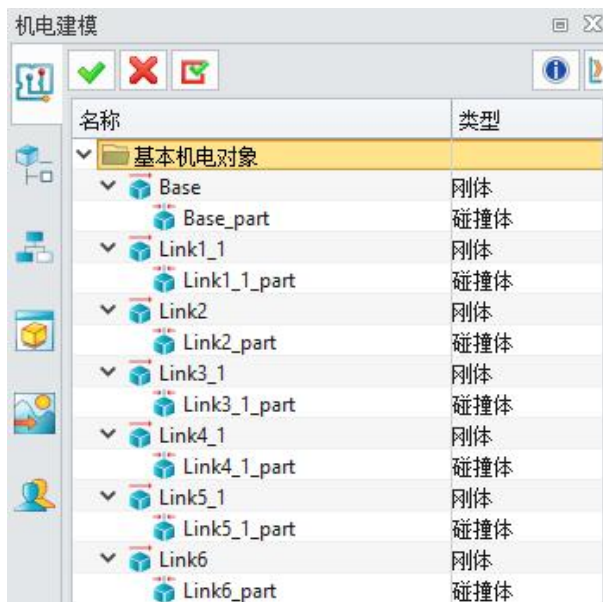 机电建模
名称 类型
基本机电对象
Base 刚体
Base_part 碰撞体
Link1_1 刚体
Link1_1_part 碰撞体
Link2 刚体
Link2_part 碰撞体
Link3_1 刚体
Link3_1_part 碰撞体
Link4_1 刚体
Link4_1_part 碰撞体
Link5_1 刚体
Link5_1_part 碰撞体
Link6 刚体
Link6_part 碰撞体